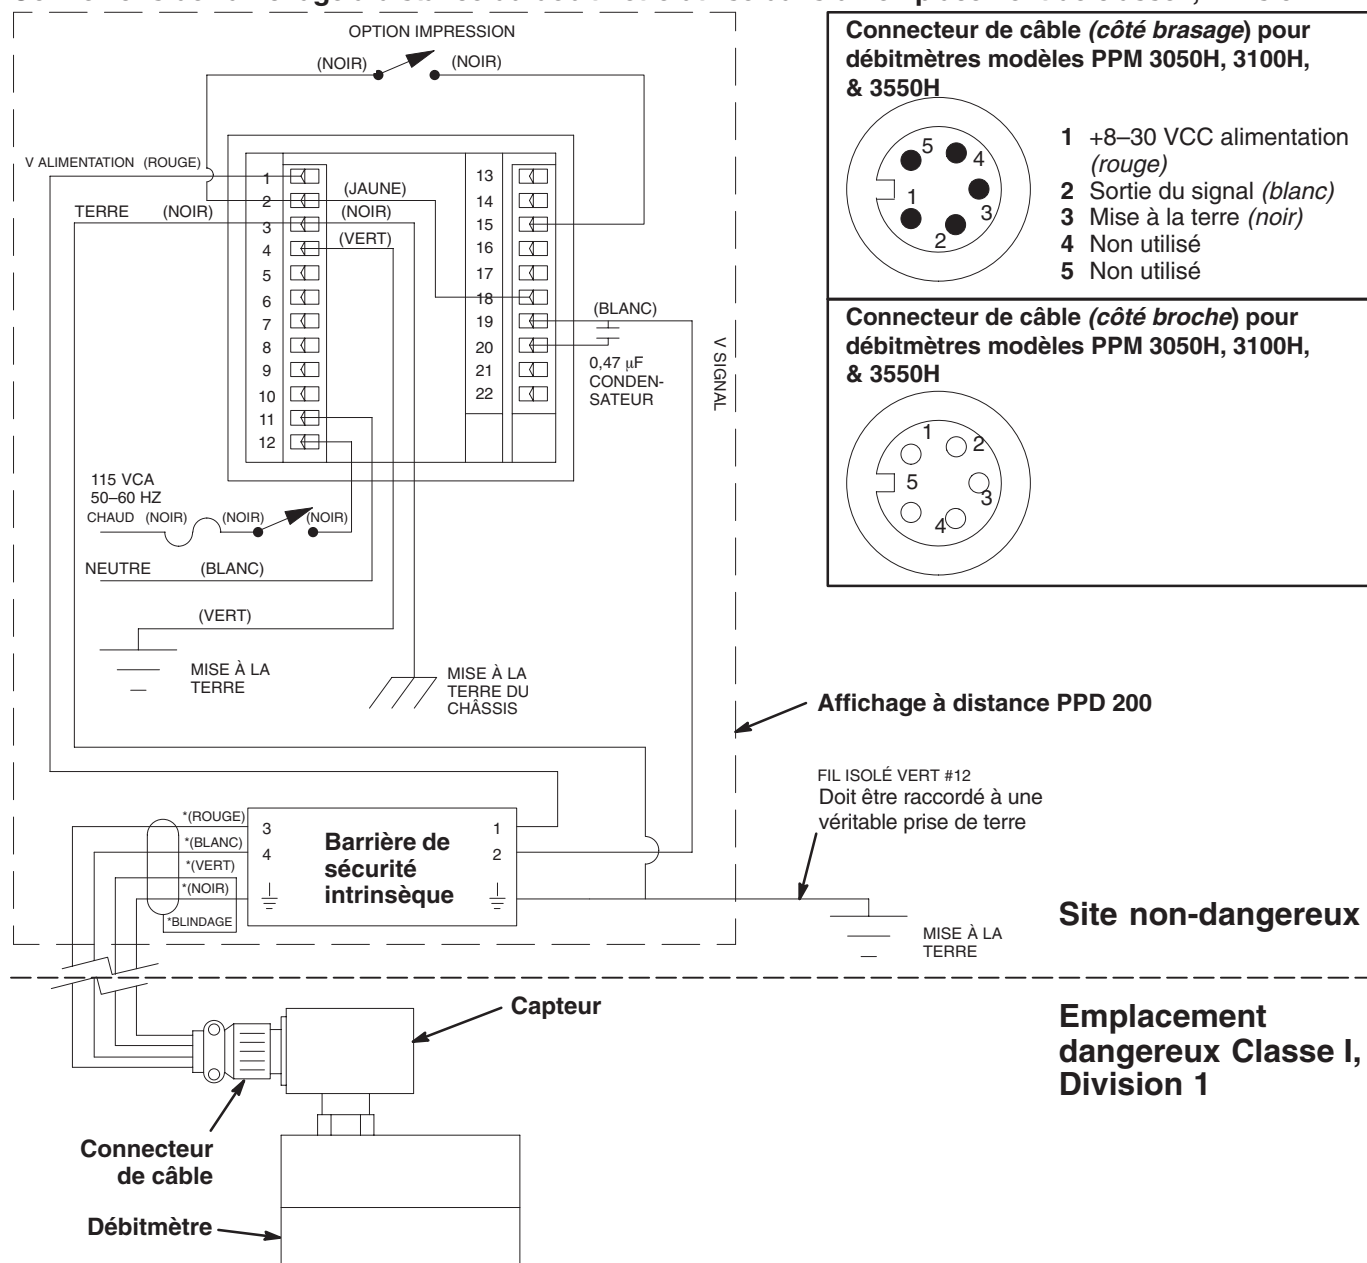 OPTION IMPRESSION
(NOIR) (NOIR)
V ALIMENTATION (ROUGE)
TERRE (NOIR)
(JAUNE)
(NOIR)
(VERT)
1
2
3
4
5
6
7
8
9
10
11
12
13
14
15
16
17
18
19
20
21
22
(BLANC)
0,47 µF
CONDEN-
SATEUR
V SIGNAL
115 VCA
50–60 HZ
CHAUD (NOIR) (NOIR) (NOIR)
NEUTRE (BLANC)
(VERT)
MISE À LA
TERRE
MISE À LA
TERRE DU
CHÂSSIS
Connecteur de câble (côté brasage) pour
débitmètres modèles PPM 3050H, 3100H,
& 3550H
5
4
1
3
2
1 +8–30 VCC alimentation
(rouge)
2 Sortie du signal (blanc)
3 Mise à la terre (noir)
4 Non utilisé
5 Non utilisé
Connecteur de câble (côté broche) pour
débitmètres modèles PPM 3050H, 3100H,
& 3550H
1
2
5
3
4
Affichage à distance PPD 200
FIL ISOLÉ VERT #12
Doit être raccordé à une
véritable prise de terre
*(ROUGE)
*(BLANC)
*(VERT)
*(NOIR)
*BLINDAGE
3
4
Barrière de
sécurité
intrinsèque
1
2
MISE À LA
TERRE
Site non-dangereux
Capteur
Emplacement
dangereux Classe I,
Division 1
Connecteur
de câble
Débitmètre